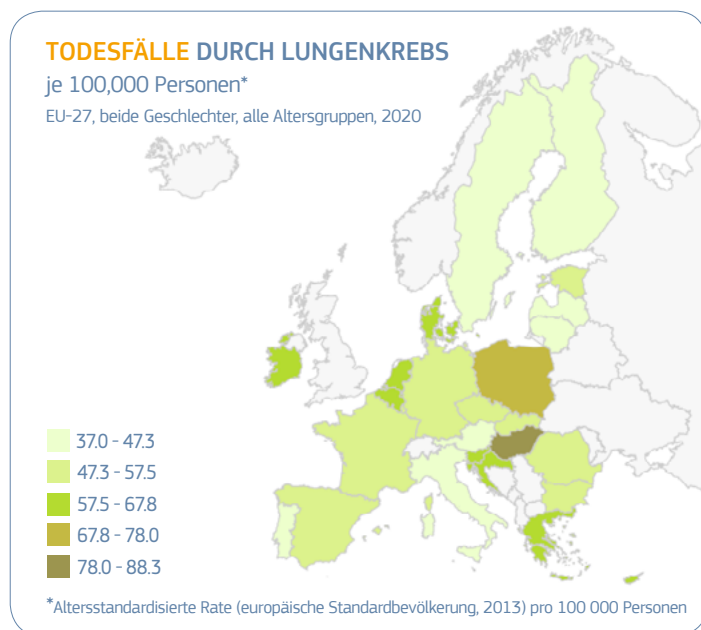 TODESFÄLLE DURCH LUNGENKREBS
je 100,000 Personen*
EU-27, beide Geschlechter, alle Altersgruppen, 2020
37.0 - 47.3
47.3 - 57.5
57.5 - 67.8
67.8 - 78.0
78.0 - 88.3
*Altersstandardisierte Rate (europäische Standardbevölkerung, 2013) pro 100 000 Personen